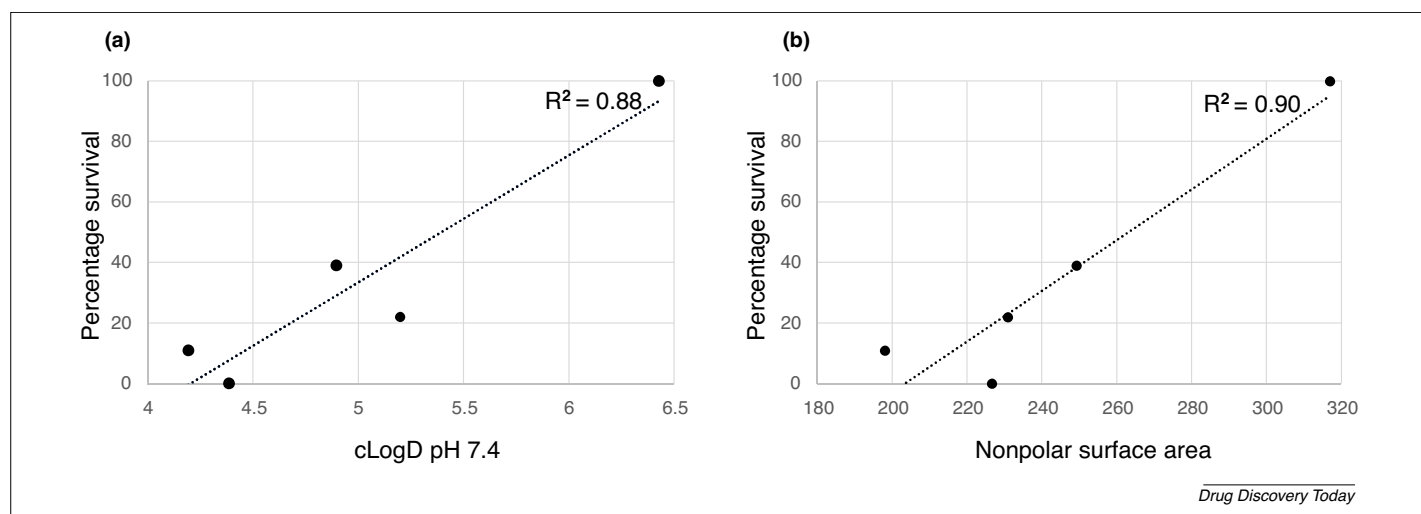 (a)
Percentage survival
100
80
60
40
20
0
R² = 0.88
4 4.5 5 5.5 6 6.5
cLogD pH 7.4
(b)
Percentage survival
100
80
60
40
20
0
R² = 0.90
180 200 220 240 260 280 300 320
Nonpolar surface area
Drug Discovery Today